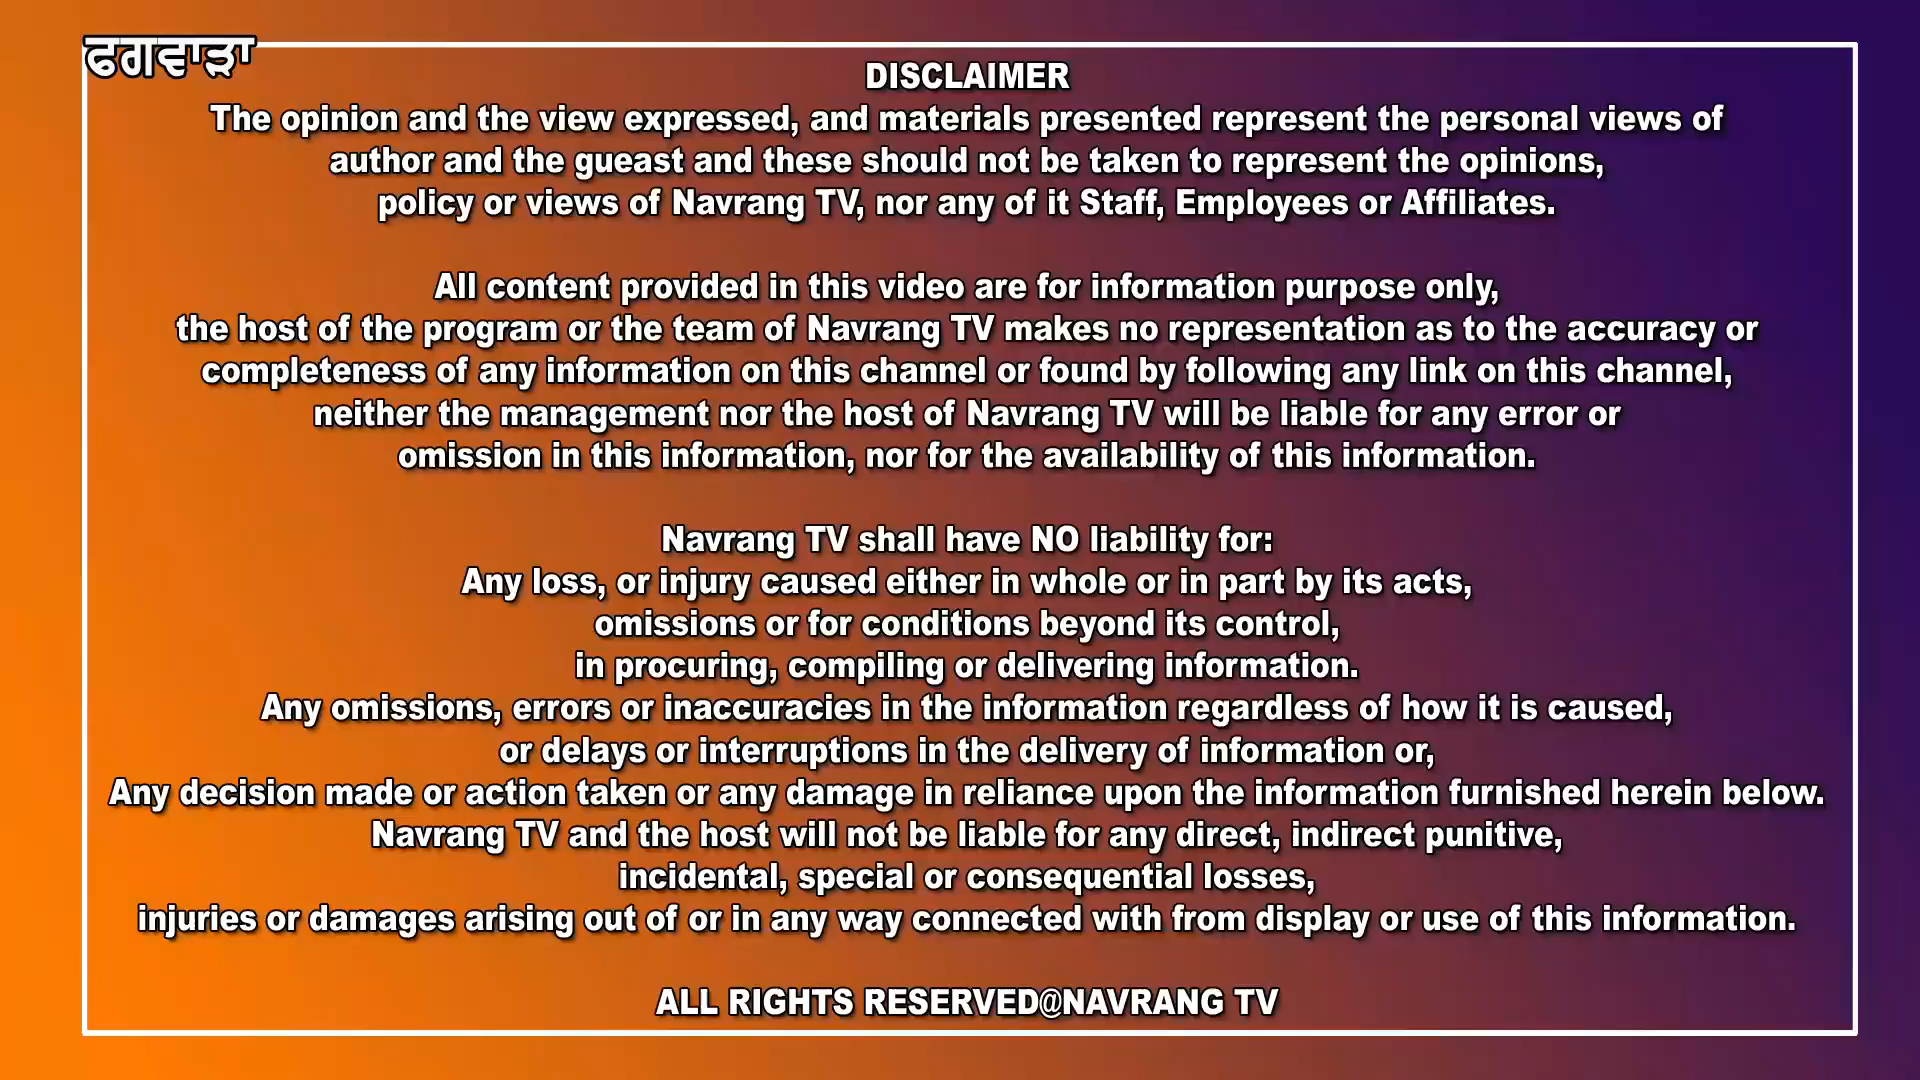 ਫਗਵਾੜਾ
DISCLAIMER
The opinion and the view expressed, and materials presented represent the personal views of
author and the gueast and these should not be taken to represent the opinions,
policy or views of Navrang TV, nor any of it Staff, Employees or Affiliates.
All content provided in this video are for information purpose only,
the host of the program or the team of Navrang TV makes no representation as to the accuracy or
completeness of any information on this channel or found by following any link on this channel,
neither the management nor the host of Navrang TV will be liable for any error or
omission in this information, nor for the availability of this information.
Navrang TV shall have NO liability for:
Any loss, or injury caused either in whole or in part by its acts,
omissions or for conditions beyond its control,
in procuring, compiling or delivering information.
Any omissions, errors or inaccuracies in the information regardless of how it is caused,
or delays or interruptions in the delivery of information or,
Any decision made or action taken or any damage in reliance upon the information furnished herein below.
Navrang TV and the host will not be liable for any direct, indirect punitive,
incidental, special or consequential losses,
injuries or damages arising out of or in any way connected with from display or use of this information.
ALL RIGHTS RESERVED@NAVRANG TV